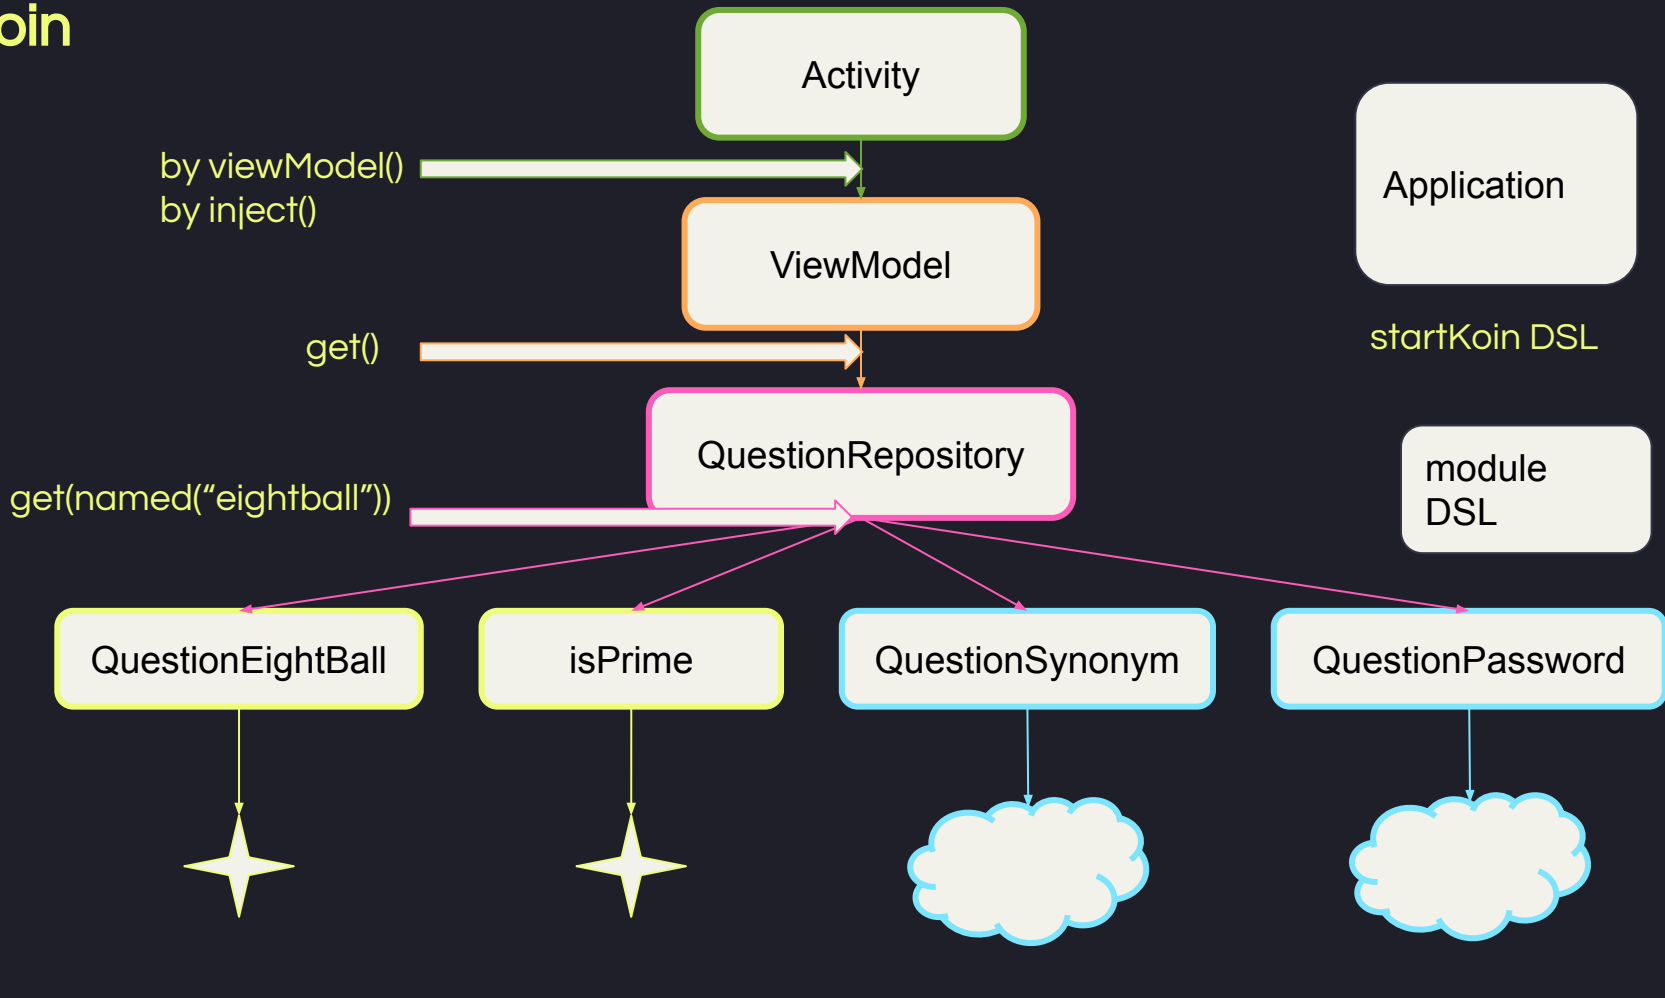 oin
Activity
Application
by viewModel()
by inject()
ViewModel
startKoin DSL
get()
QuestionRepository
module
DSL
get(named(“eightball”))
QuestionEightBall
isPrime
QuestionSynonym
QuestionPassword